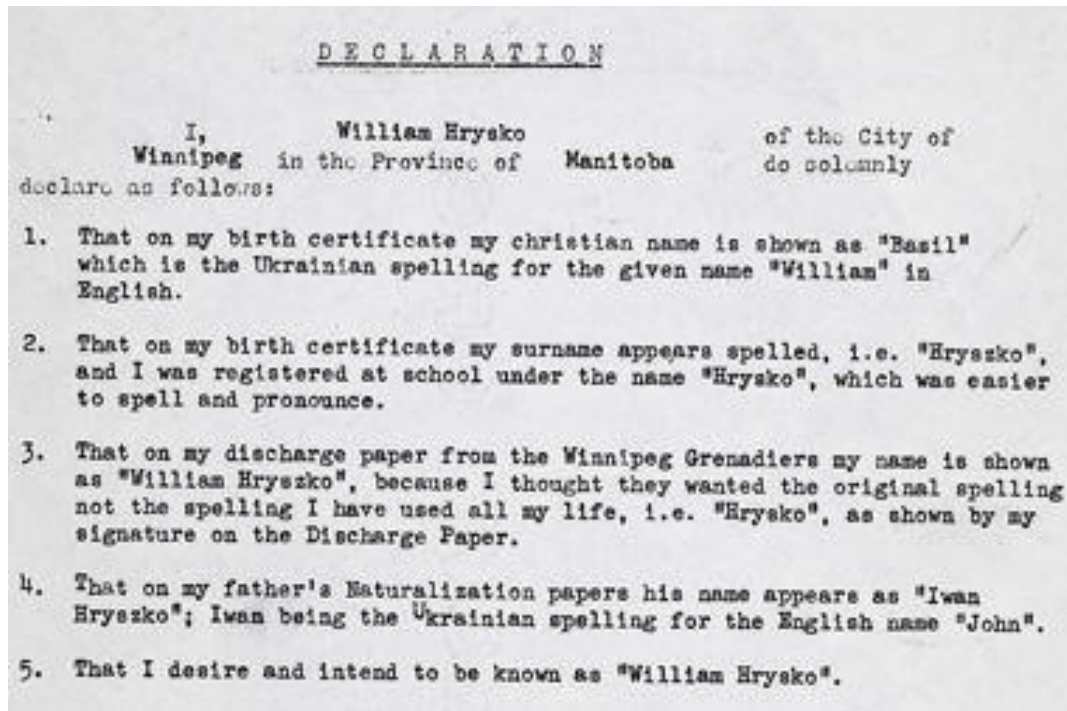 DECLARATION
I, William Hrysko of the City of
Winnipeg in the Province of Manitoba do solemnly
declare as follows:
1. That on my birth certificate my christian name is shown as "Basil"
which is the Ukrainian spelling for the given name "William" in
English.
2. That on my birth certificate my surname appears spelled, i.e. "Hryszko",
and I was registered at school under the name "Hrysko", which was easier
to spell and pronounce.
3. That on my discharge paper from the Winnipeg Grenadiers my name is shown
as "William Hryszko", because I thought they wanted the original spelling
not the spelling I have used all my life, i.e. "Hrysko", as shown by my
signature on the Discharge Paper.
4. That on my father's Naturalization papers his name appears as "Iwan
Hryszko"; Iwan being the Ukrainian spelling for the English name "John".
5. That I desire and intend to be known as "William Hrysko".